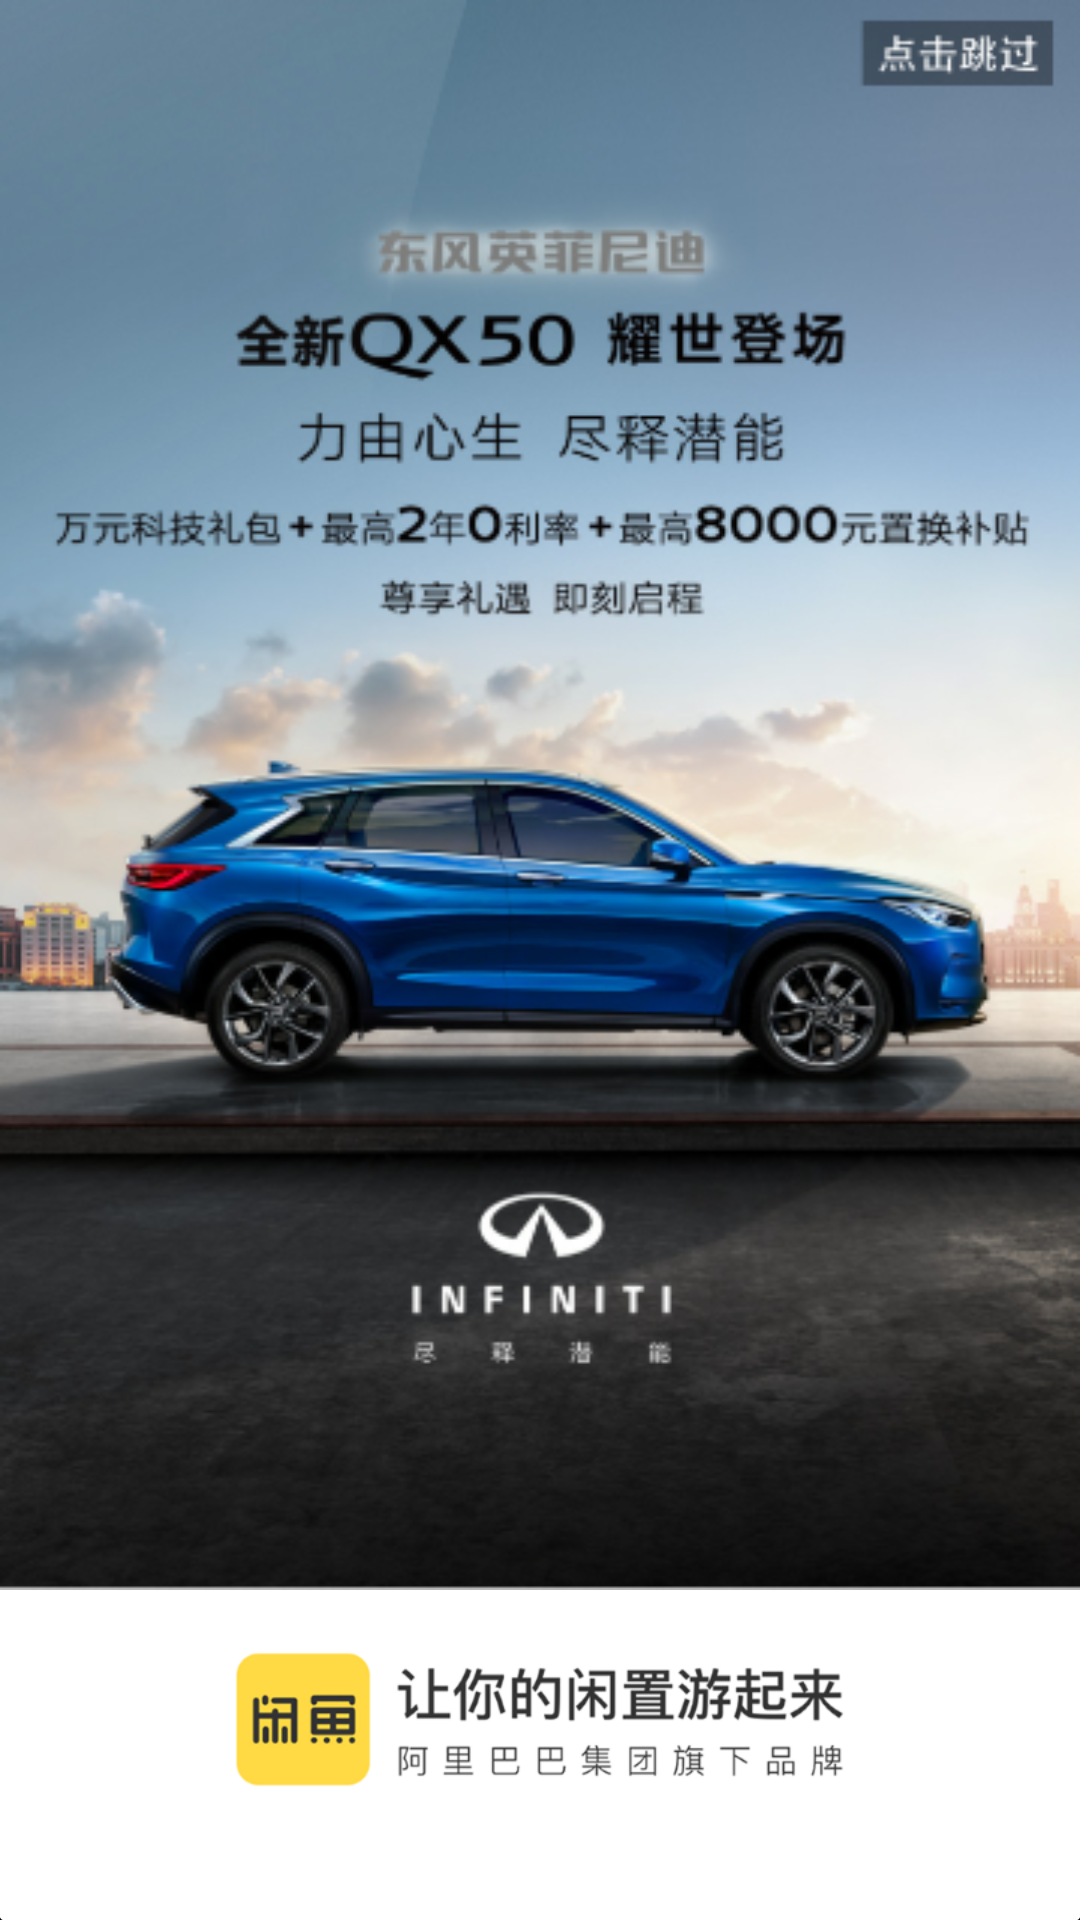 点击跳过
东风英菲尼迪
全新QX50 耀世登场
力由心生 尽释潜能
万元科技礼包+最高2年0利率+最高8000元置换补贴
尊享礼遇 即刻启程
INFINITI
尽释潜能
闲鱼
让你的闲置游起来
阿里巴巴集团旗下品牌